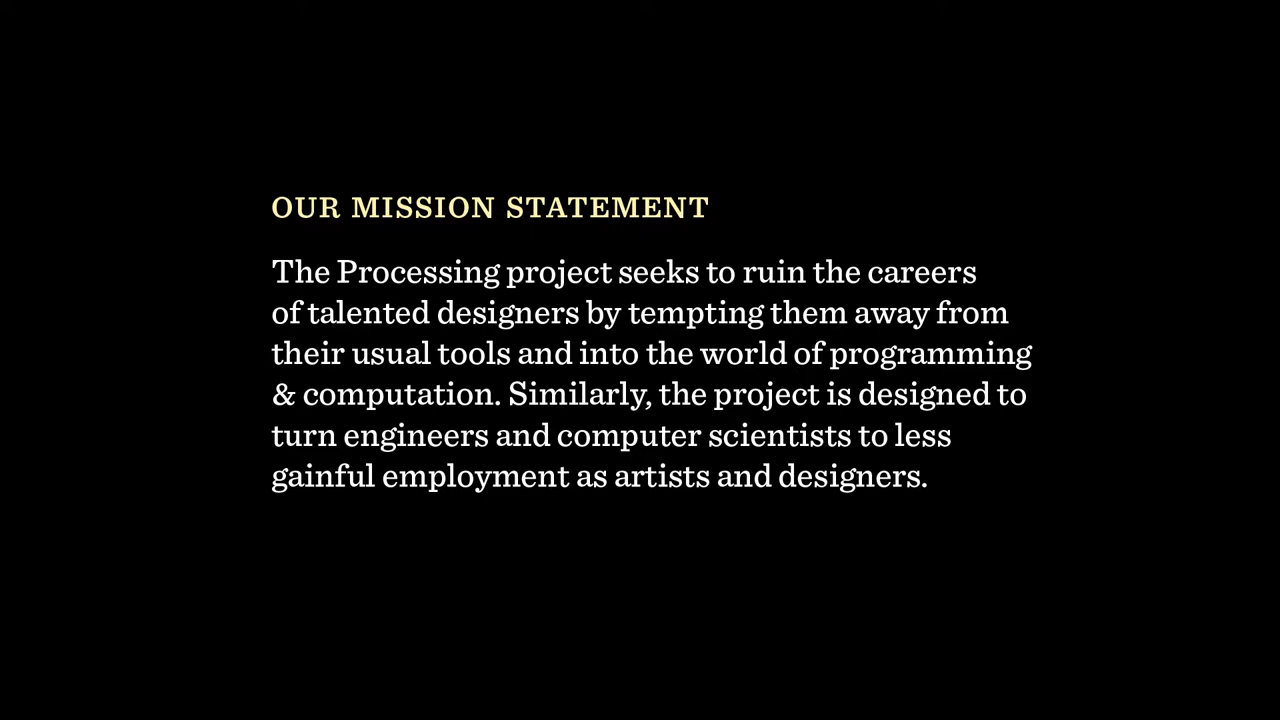 OUR MISSION STATEMENT
The Processing project seeks to ruin the careers
of talented designers by tempting them away from
their usual tools and into the world of programming
& computation. Similarly, the project is designed to
turn engineers and computer scientists to less
gainful employment as artists and designers.